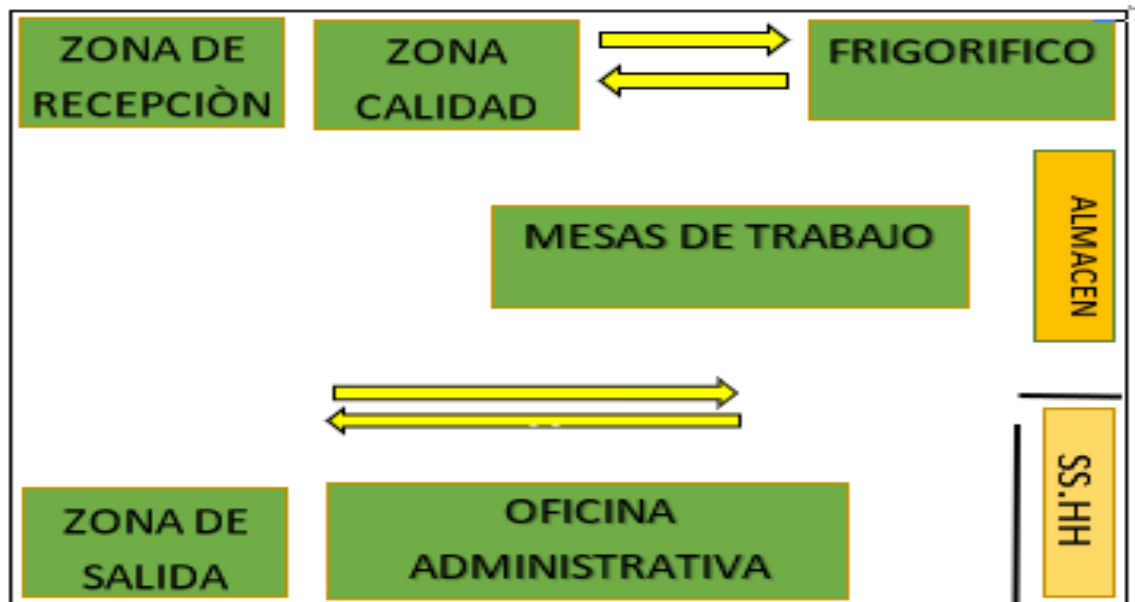 ZONA DE
RECEPCIÒN
ZONA
CALIDAD
FRIGORIFICO
ALMACEN
MESAS DE TRABAJO
ZONA DE
SALIDA
OFICINA
ADMINISTRATIVA
SS.HH